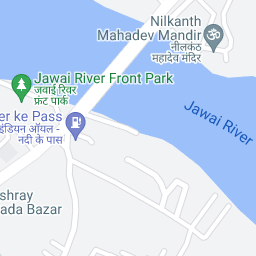 Nilkanth
Mahadev Mandir
नीलकंठ
महादेव मंदिर
Jawai River Front Park
जवाई रिवर
फ्रंट पार्क
Jawai River
er ke Pass
इंडियन ऑयल -
नदी के पास
shray
ada Bazar